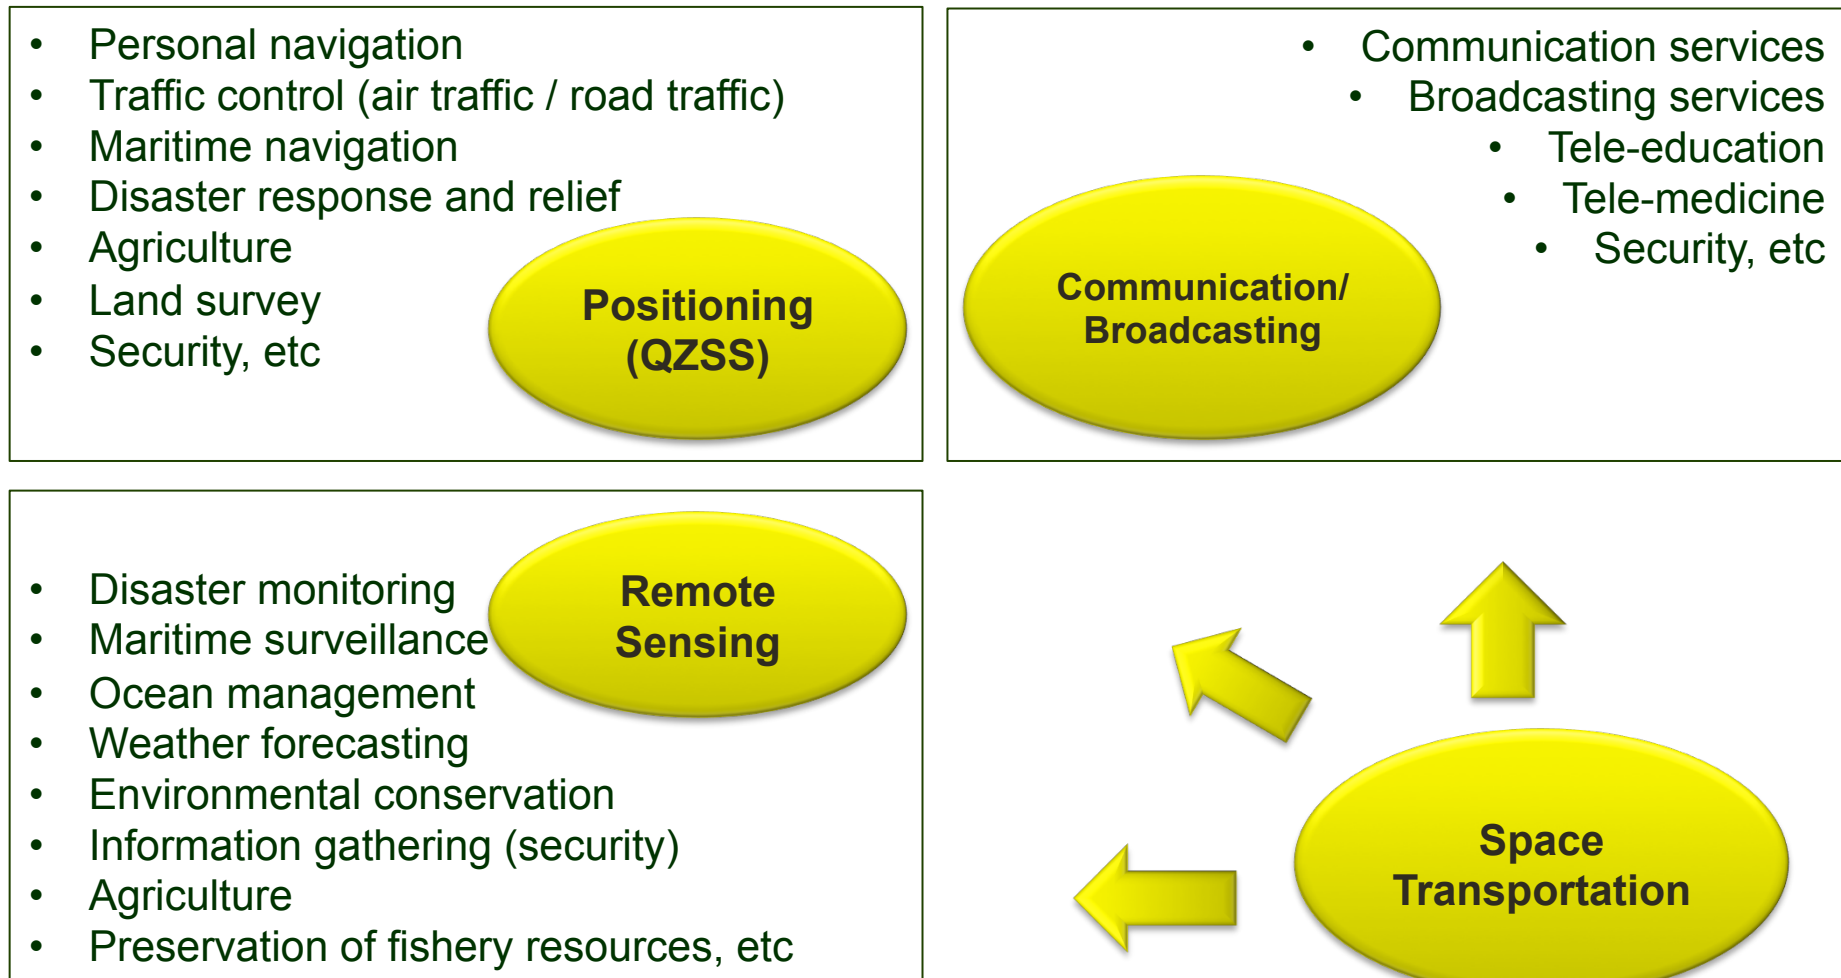 • Personal navigation
• Traffic control (air traffic / road traffic)
• Maritime navigation
• Disaster response and relief
• Agriculture
• Land survey
• Security, etc
Positioning
(QZSS)
• Communication services
• Broadcasting services
• Tele-education
• Tele-medicine
• Security, etc
Communication/
Broadcasting
Remote
Sensing
• Disaster monitoring
• Maritime surveillance
• Ocean management
• Weather forecasting
• Environmental conservation
• Information gathering (security)
• Agriculture
• Preservation of fishery resources, etc
Space
Transportation